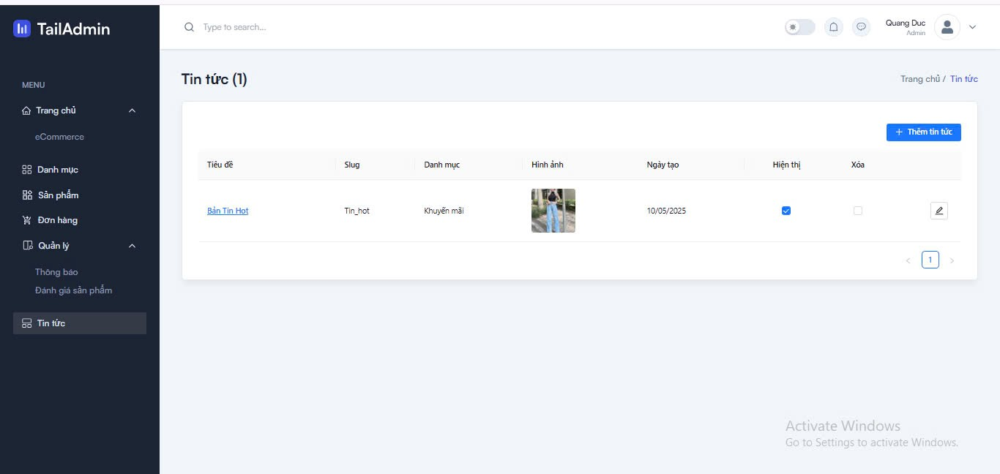 TailAdmin
Type to search...
Quang Duc
Admin
MENU
Trang chủ
eCommerce
Danh mục
Sản phẩm
Đơn hàng
Quản lý
Thông báo
Đánh giá sản phẩm
Tin tức
Tin tức (1)
Trang chủ / Tin tức
+ Thêm tin tức
Tiêu đề Slug Danh mục Hình ảnh Ngày tạo Hiện thị Xóa
Bản Tin Hot Tin_hot Khuyến mãi 10/05/2025
< 1 >
Activate Windows
Go to Settings to activate Windows.